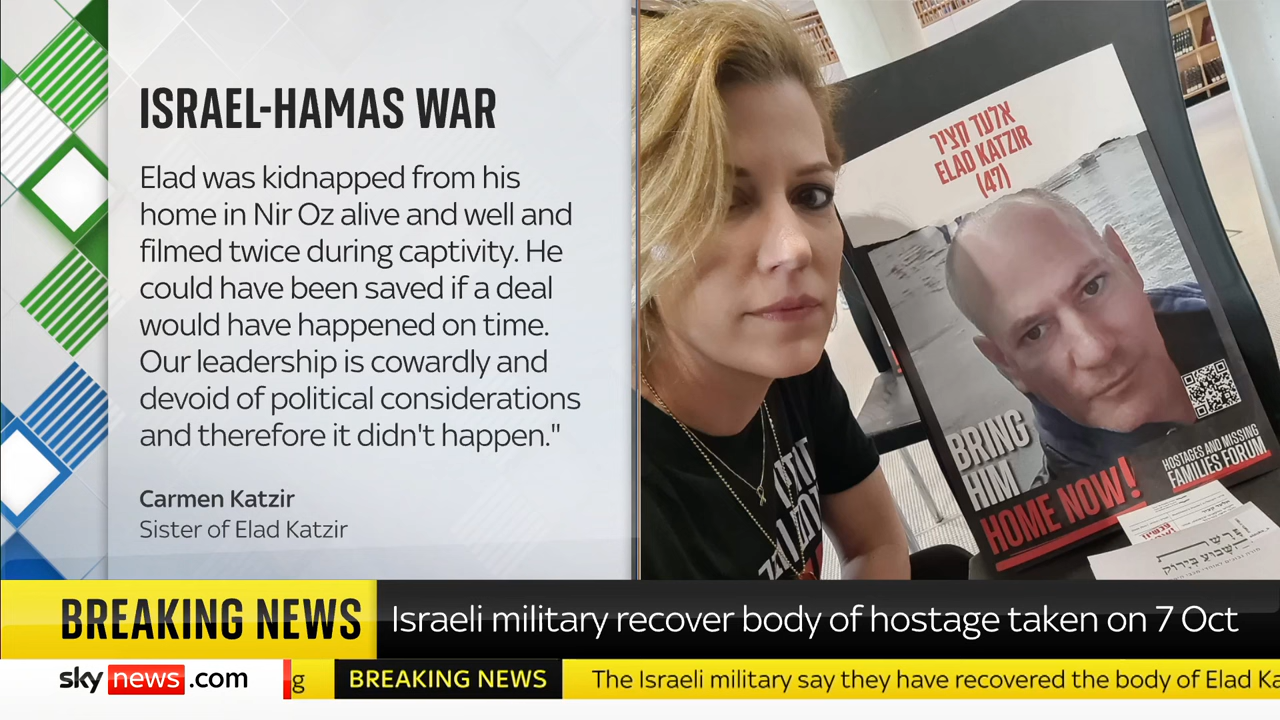 ISRAEL-HAMAS WAR
Elad was kidnapped from his
home in Nir Oz alive and well and
filmed twice during captivity. He
could have been saved if a deal
would have happened on time.
Our leadership is cowardly and
devoid of political considerations
and therefore it didn't happen."
Carmen Katzir
Sister of Elad Katzir
אלעד קציר
ELAD KATZIR
(47)
BRING
HIM
HOME NOW!
HOSTAGES AND MISSING
FAMILIES FORUM
BREAKING NEWS
Israeli military recover body of hostage taken on 7 Oct
sky news.com
g
BREAKING NEWS
The Israeli military say they have recovered the body of Elad Ka